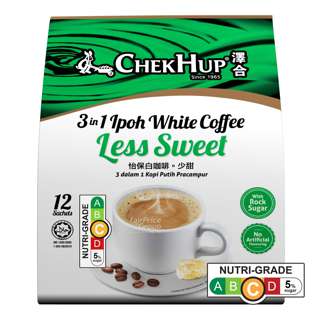 CHEKHUP® 澤合
Since 1965
3 in 1 Ipoh White Coffee
Less Sweet
怡保白咖啡。少甜
3 dalam 1 Kopi Putih Pracampur
12
Sachets
With
Rock
Sugar
No
Artificial
Flavouring
NUTRI-GRADE
A
B
C
D
5%
sugar
FairPrice
NUTRI-GRADE
A B C D 5%
sugar